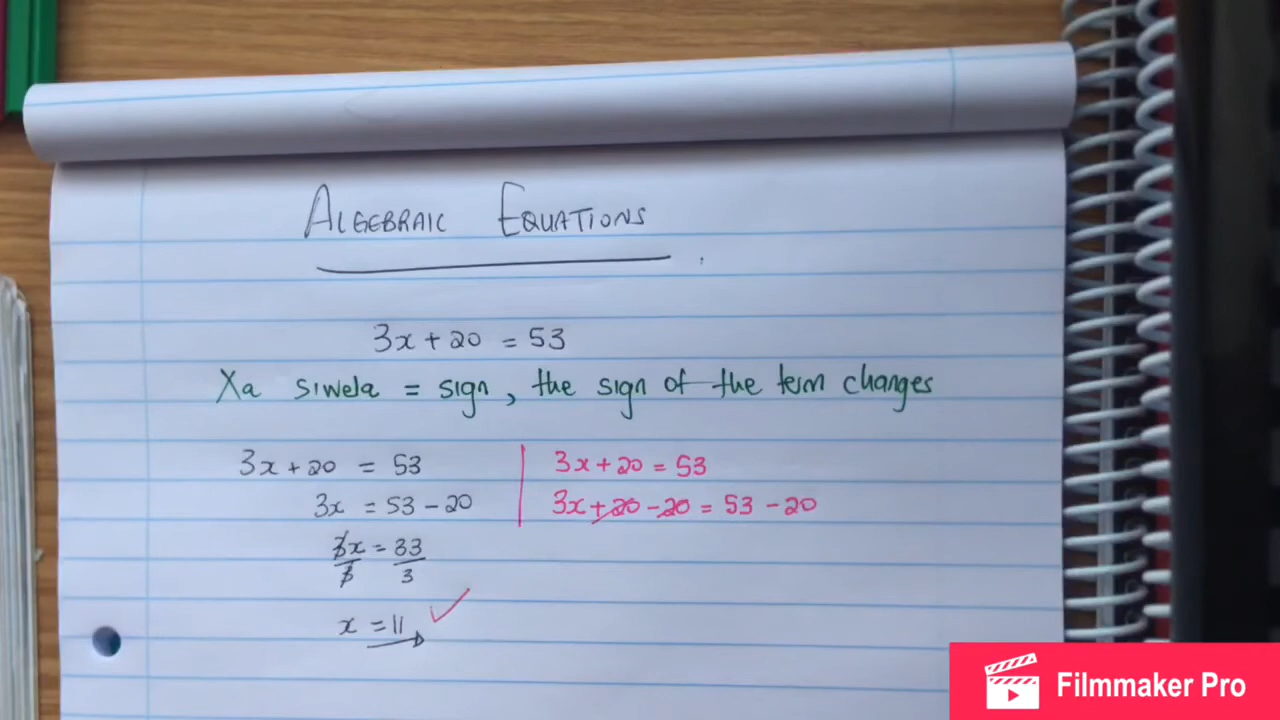 ALGEBRAIC EQUATIONS
3x + 20 = 53
Xa siwela = sign, the sign of the term changes
3x + 20 = 53
3x = 53 - 20
3x/3 = 33/3
x = 11
3x + 20 = 53
3x + 20 - 20 = 53 - 20
Filmmaker Pro